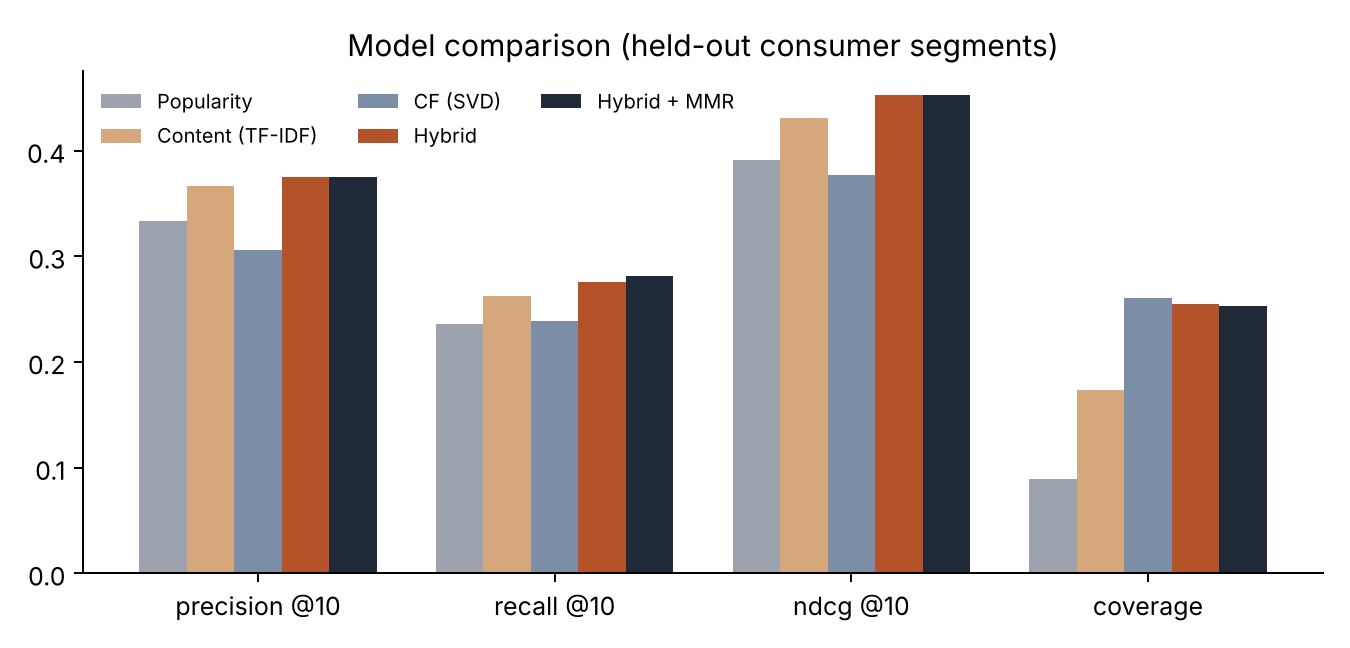 Model comparison (held-out consumer segments)
Popularity
Content (TF-IDF)
CF (SVD)
Hybrid
Hybrid + MMR
0.4
0.3
0.2
0.1
0.0
precision @10
recall @10
ndcg @10
coverage